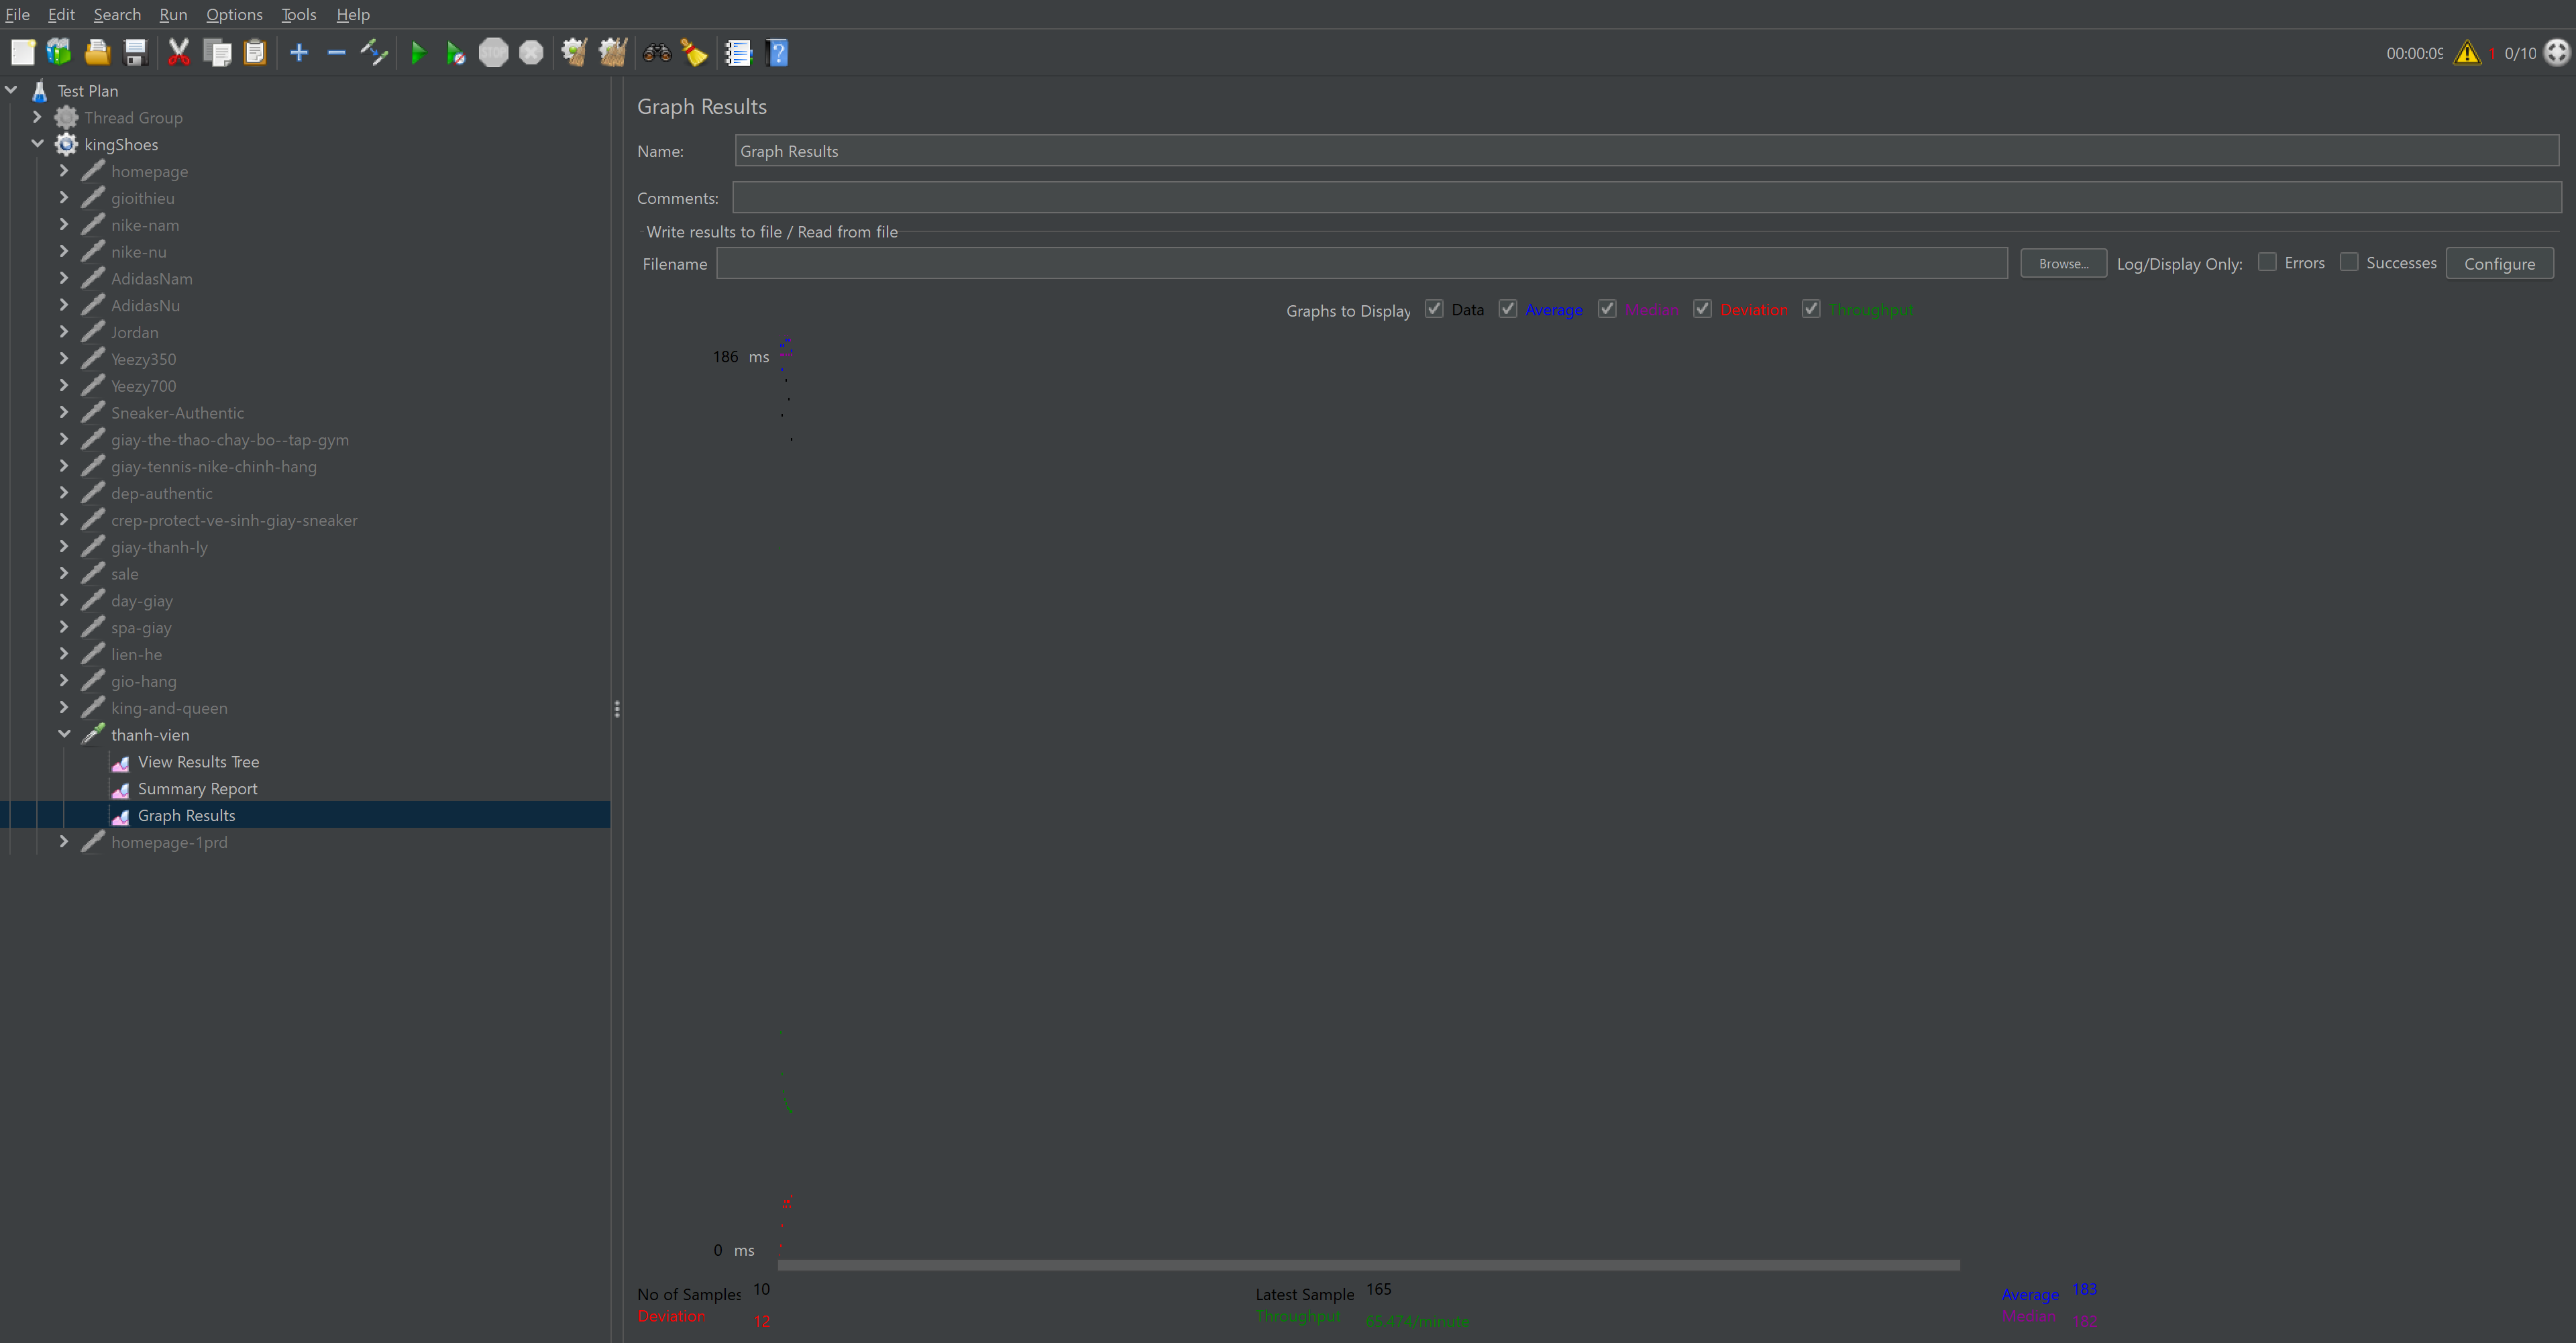 File Edit Search Run Options Tools Help
00:00:09 1 0/10
Test Plan
Thread Group
kingShoes
homepage
gioithieu
nike-nam
nike-nu
AdidasNam
AdidasNu
Jordan
Yeezy350
Yeezy700
Sneaker-Authentic
giay-the-thao-chay-bo--tap-gym
giay-tennis-nike-chinh-hang
dep-authentic
crep-protect-ve-sinh-giay-sneaker
giay-thanh-ly
sale
day-giay
spa-giay
lien-he
gio-hang
king-and-queen
thanh-vien
View Results Tree
Summary Report
Graph Results
homepage-1prd
Graph Results
Name: Graph Results
Comments:
Write results to file / Read from file
Filename Browse... Log/Display Only: Errors Successes Configure
Graphs to Display Data Average Median Deviation Throughput
186 ms
0 ms
No of Samples 10 Latest Sample 165 Average 183
Deviation 12 Throughput 65.474/minute Median 182